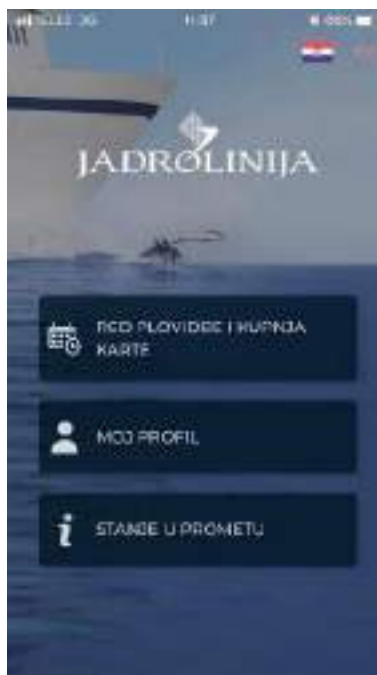 JADROLINIJA
RED PLOVIDBE I KUPNJA
KARTE
MOJ PROFIL
STANJE U PROMETU